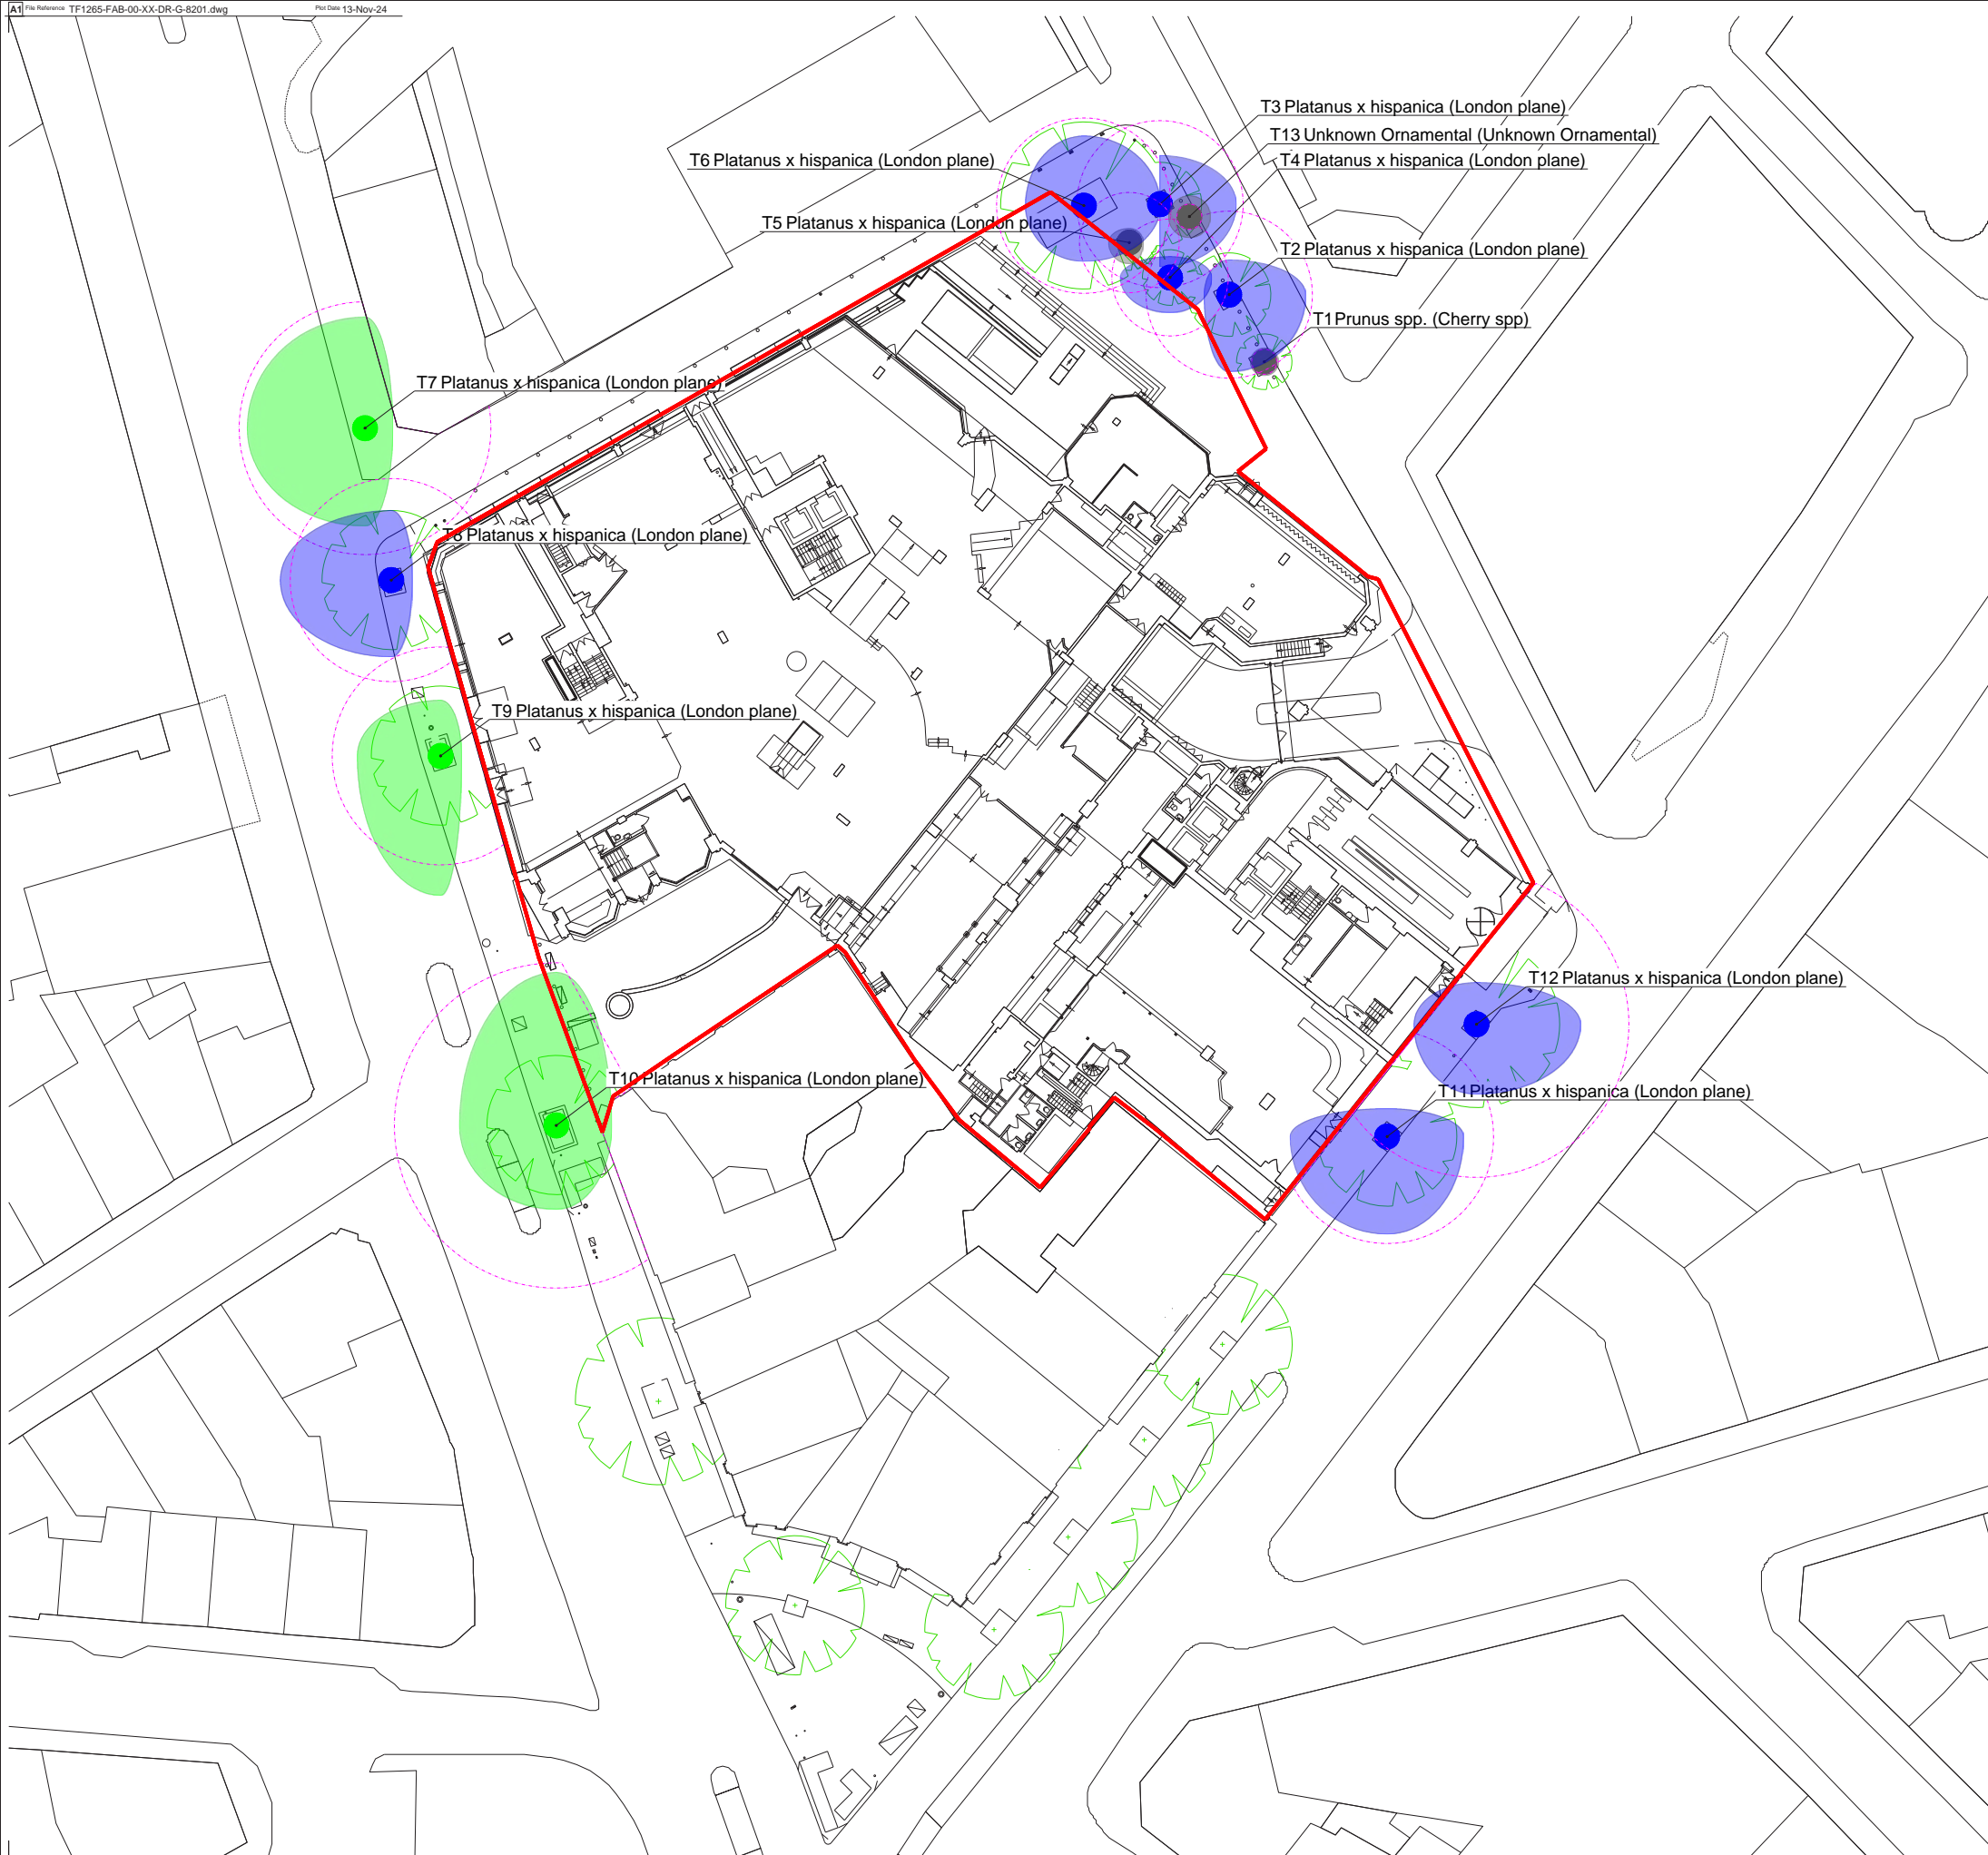 A1 File Reference TF1265-FAB-00-XX-DR-G-8201.dwg Plot Date 13-Nov-24
T3 Platanus x hispanica (London plane)
T13 Unknown Ornamental (Unknown Ornamental)
T6 Platanus x hispanica (London plane)
T4 Platanus x hispanica (London plane)
T5 Platanus x hispanica (London plane)
T2 Platanus x hispanica (London plane)
T1 Prunus spp. (Cherry spp)
T7 Platanus x hispanica (London plane)
T8 Platanus x hispanica (London plane)
T9 Platanus x hispanica (London plane)
T12 Platanus x hispanica (London plane)
T10 Platanus x hispanica (London plane)
T11 Platanus x hispanica (London plane)